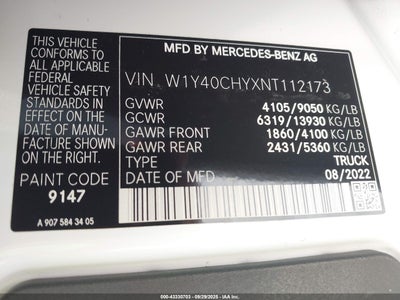 THIS VEHICLE
CONFORMS TO
ALL APPLICABLE
FEDERAL MOTOR
VEHICLE SAFETY
STANDARDS IN
EFFECT ON THE
DATE OF MANU-
FACTURE SHOWN
ABOVE.
PAINT CODE
9147
A 907 584 34 05
MFD BY MERCEDES-BENZ AG
VIN W1Y40CHYXNT112173
GVWR 4105/9050 KG/LB
GCWR 6319/13930 KG/LB
GAWR FRONT 1860/4100 KG/LB
GAWR REAR 2431/5360 KG/LB
TYPE TRUCK
DATE OF MFD 08/2022
000-43330703 - 09/29/2025 - IAA Inc.